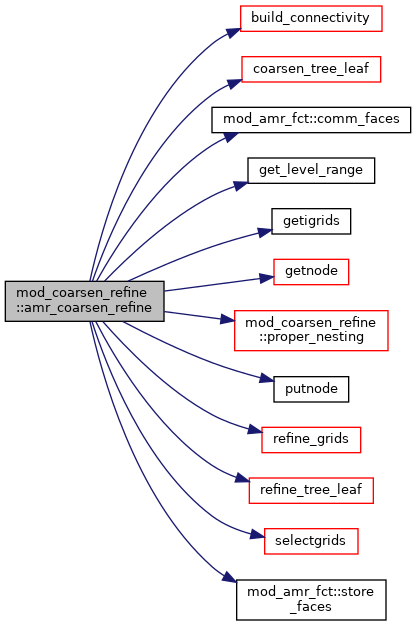 build_connectivity
coarsen_tree_leaf
mod_amr_fct::comm_faces
get_level_range
getigrids
mod_coarsen_refine
::amr_coarsen_refine
getnode
mod_coarsen_refine
::proper_nesting
putnode
refine_grids
refine_tree_leaf
selectgrids
mod_amr_fct::store
_faces